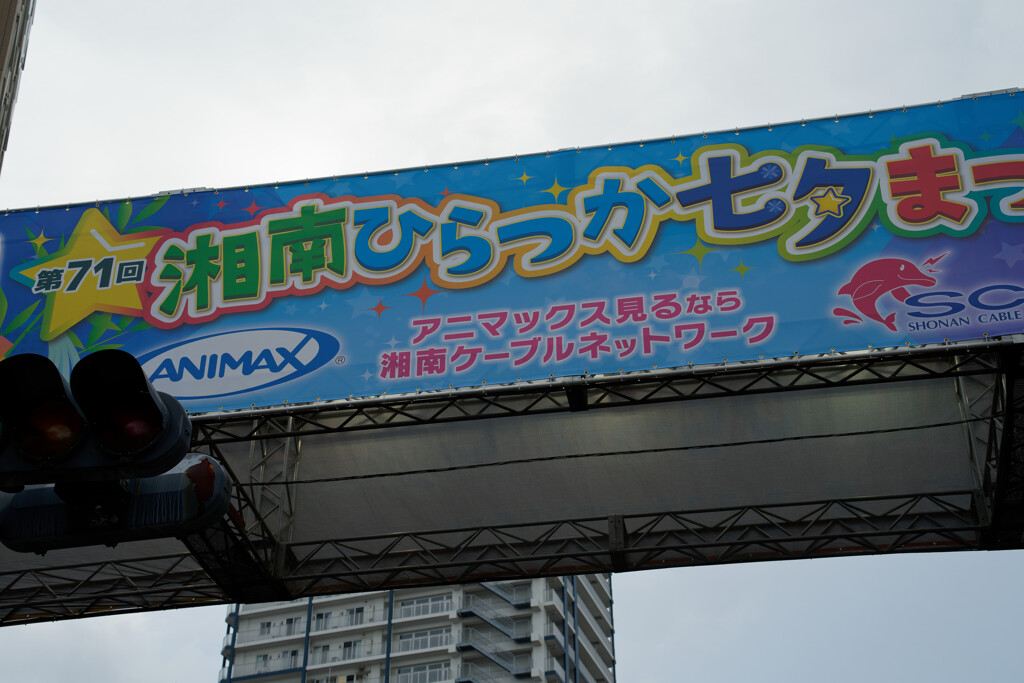 第71回 湘南ひらつか七夕まつ
ANIMAX ®
アニマックス見るなら
湘南ケーブルネットワーク
SC
SHONAN CABLE